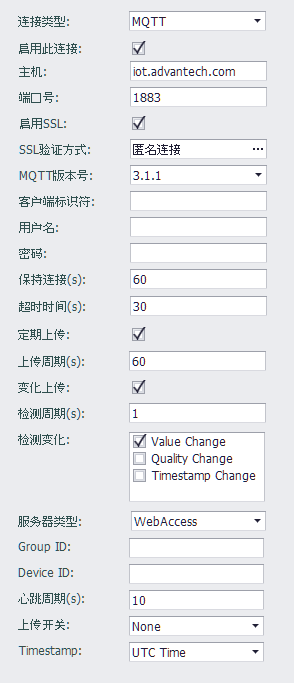 连接类型: MQTT
启用此连接:
主机: iot.advantech.com
端口号: 1883
启用SSL:
SSL验证方式: 匿名连接 ...
MQTT版本号: 3.1.1
客户端标识符:
用户名:
密码:
保持连接(s): 60
超时时间(s): 30
定期上传:
上传周期(s): 60
变化上传:
检测周期(s): 1
检测变化: Value Change
Quality Change
Timestamp Change
服务器类型: WebAccess
Group ID:
Device ID:
心跳周期(s): 10
上传开关: None
Timestamp: UTC Time